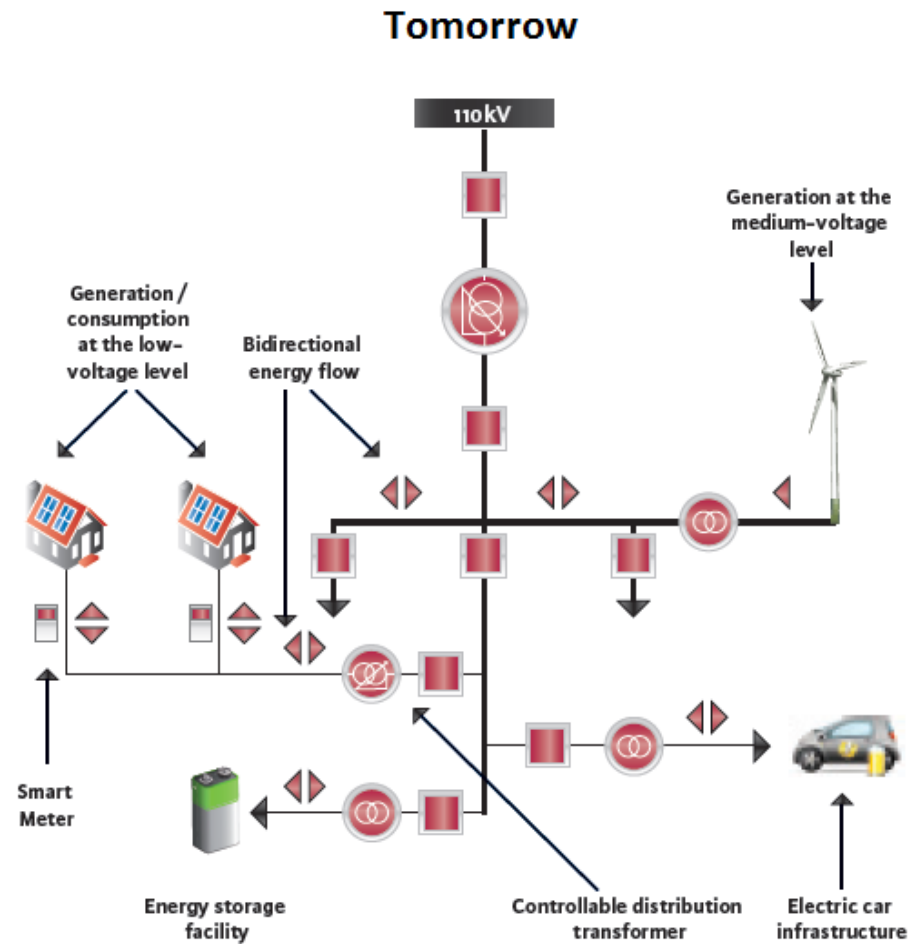 Tomorrow
110kV
Generation at the
medium-voltage
level
Generation /
consumption
at the low-
voltage level
Bidirectional
energy flow
Smart
Meter
Energy storage
facility
Controllable distribution
transformer
Electric car
infrastructure